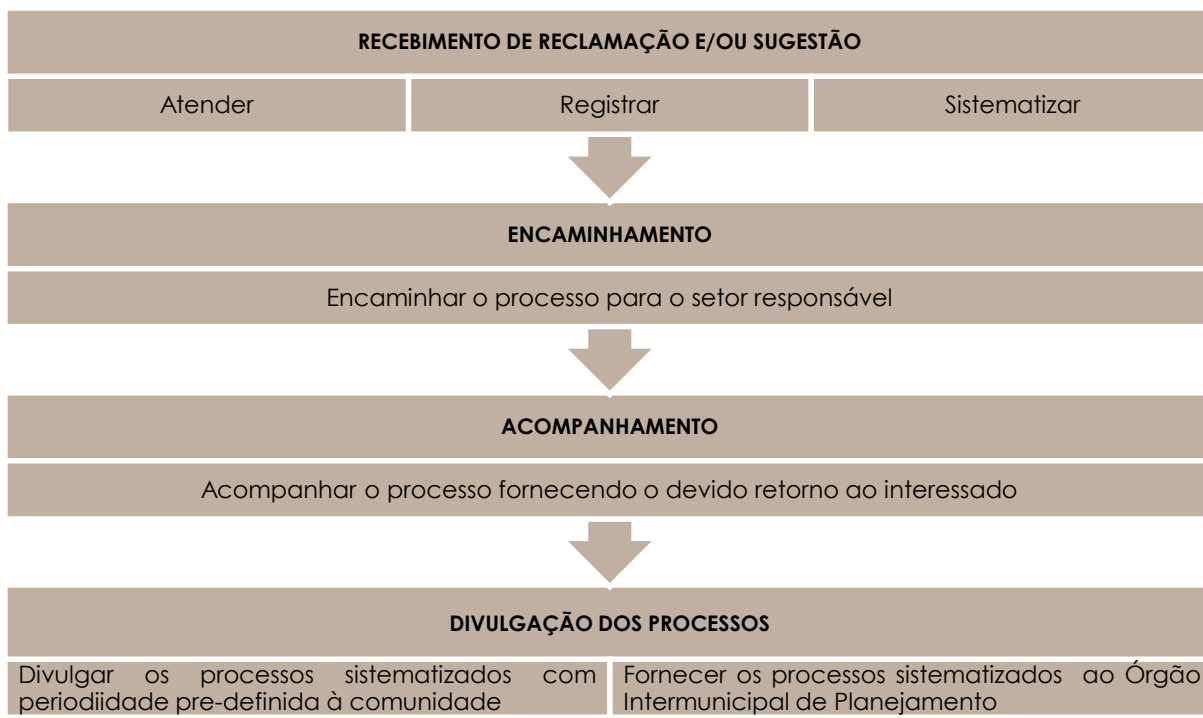 RECEBIMENTO DE RECLAMAÇÃO E/OU SUGESTÃO
Atender
Registrar
Sistematizar
ENCAMINHAMENTO
Encaminhar o processo para o setor responsável
ACOMPANHAMENTO
Acompanhar o processo fornecendo o devido retorno ao interessado
DIVULGAÇÃO DOS PROCESSOS
Divulgar os processos sistematizados com
periodiidade pre-definida à comunidade
Fornecer os processos sistematizados ao Órgão
Intermunicipal de Planejamento